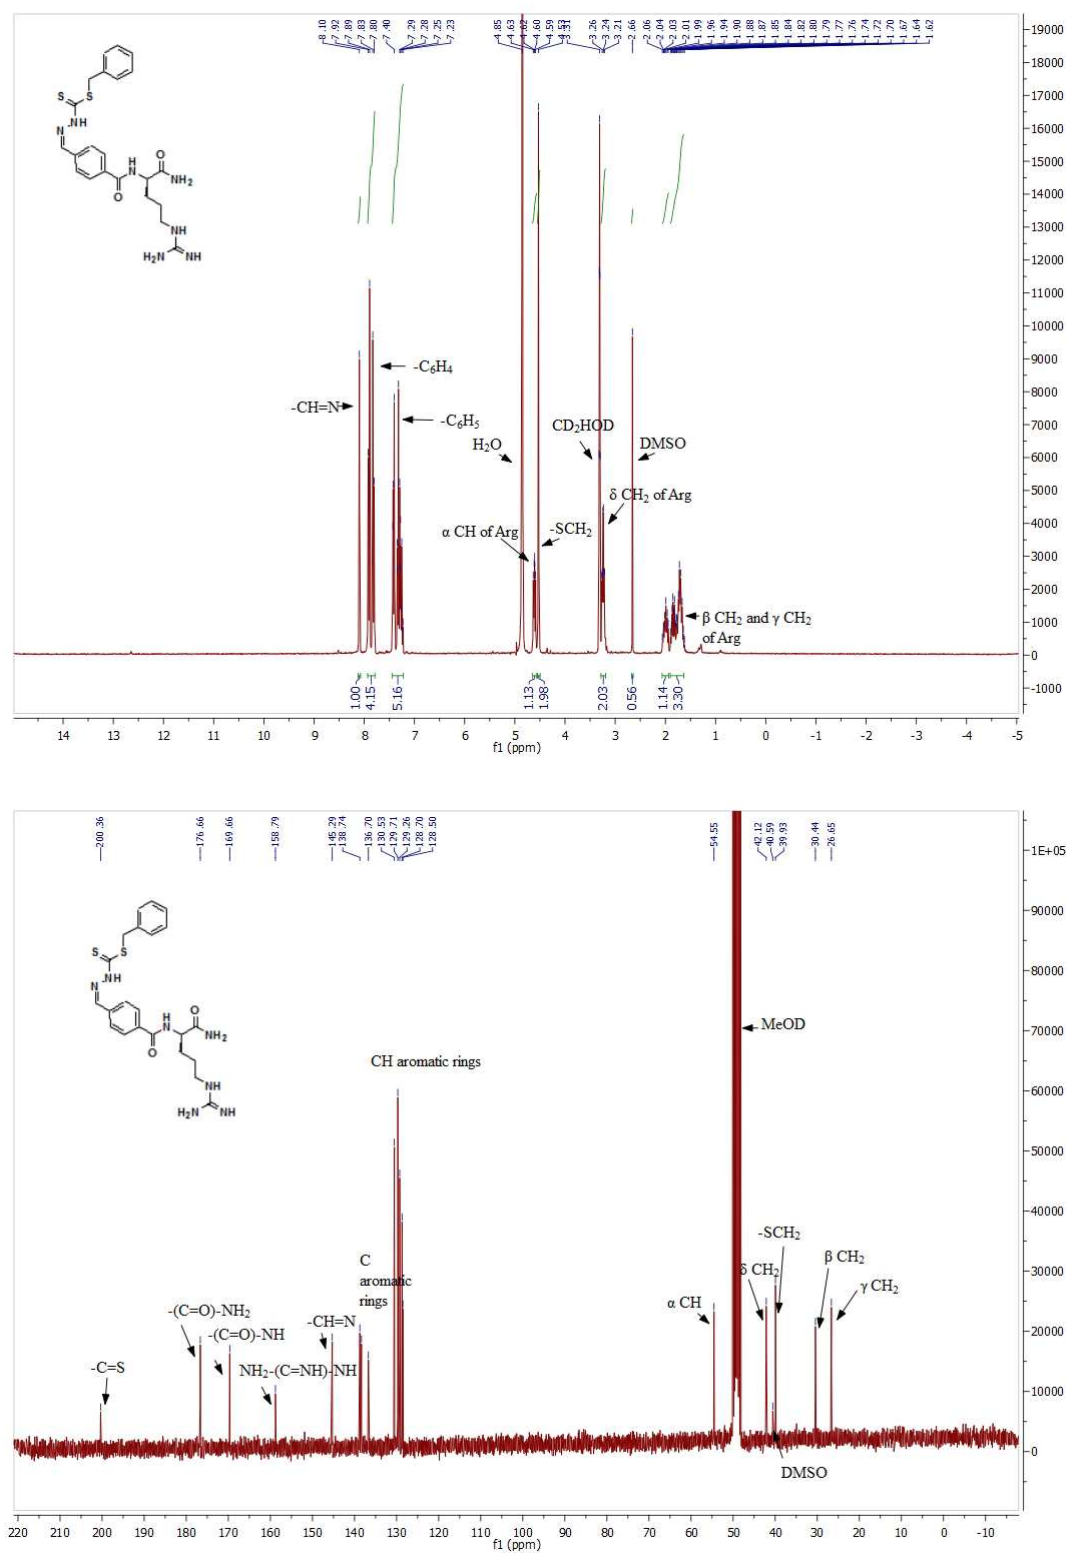 8.10 7.92 7.89 7.83 7.80 7.40 7.29 7.28 7.25 7.23 4.85 4.63 4.62 4.60 4.59 4.53 3.31 3.26 3.24 3.21 2.66 2.06 2.04 2.03 2.01 1.99 1.96 1.94 1.90 1.88 1.87 1.85 1.84 1.82 1.80 1.79 1.77 1.76 1.74 1.72 1.70 1.67 1.64 1.62
19000
18000
17000
16000
15000
14000
13000
12000
11000
10000
9000
8000
7000
6000
5000
4000
3000
2000
1000
0
-1000
S
S
NH
N
H
N
O
NH2
O
NH
H2N
NH
-C6H4
-CH=N
-C6H5
H2O
CD2HOD
DMSO
δ CH2 of Arg
α CH of Arg
-SCH2
β CH2 and γ CH2
of Arg
1.00 4.15 5.16 1.13 1.98 2.03 0.56 1.14 3.30
14 13 12 11 10 9 8 7 6 5 4 3 2 1 0 -1 -2 -3 -4 -5
f1 (ppm)
200.36 176.66 169.66 158.79 145.29 138.74 136.70 130.53 129.71 129.26 128.70 128.50 54.55 42.12 40.59 39.93 30.44 26.65
1E+05
90000
80000
70000
60000
50000
40000
30000
20000
10000
0
S
S
NH
N
H
N
O
NH2
O
NH
H2N
NH
MeOD
CH aromatic rings
-SCH2
C
aromatic
rings
δ CH2
β CH2
γ CH2
α CH
-(C=O)-NH2
-CH=N
-(C=O)-NH
-C=S
NH2-(C=NH)-NH
DMSO
220 210 200 190 180 170 160 150 140 130 120 110 100 90 80 70 60 50 40 30 20 10 0 -10
f1 (ppm)